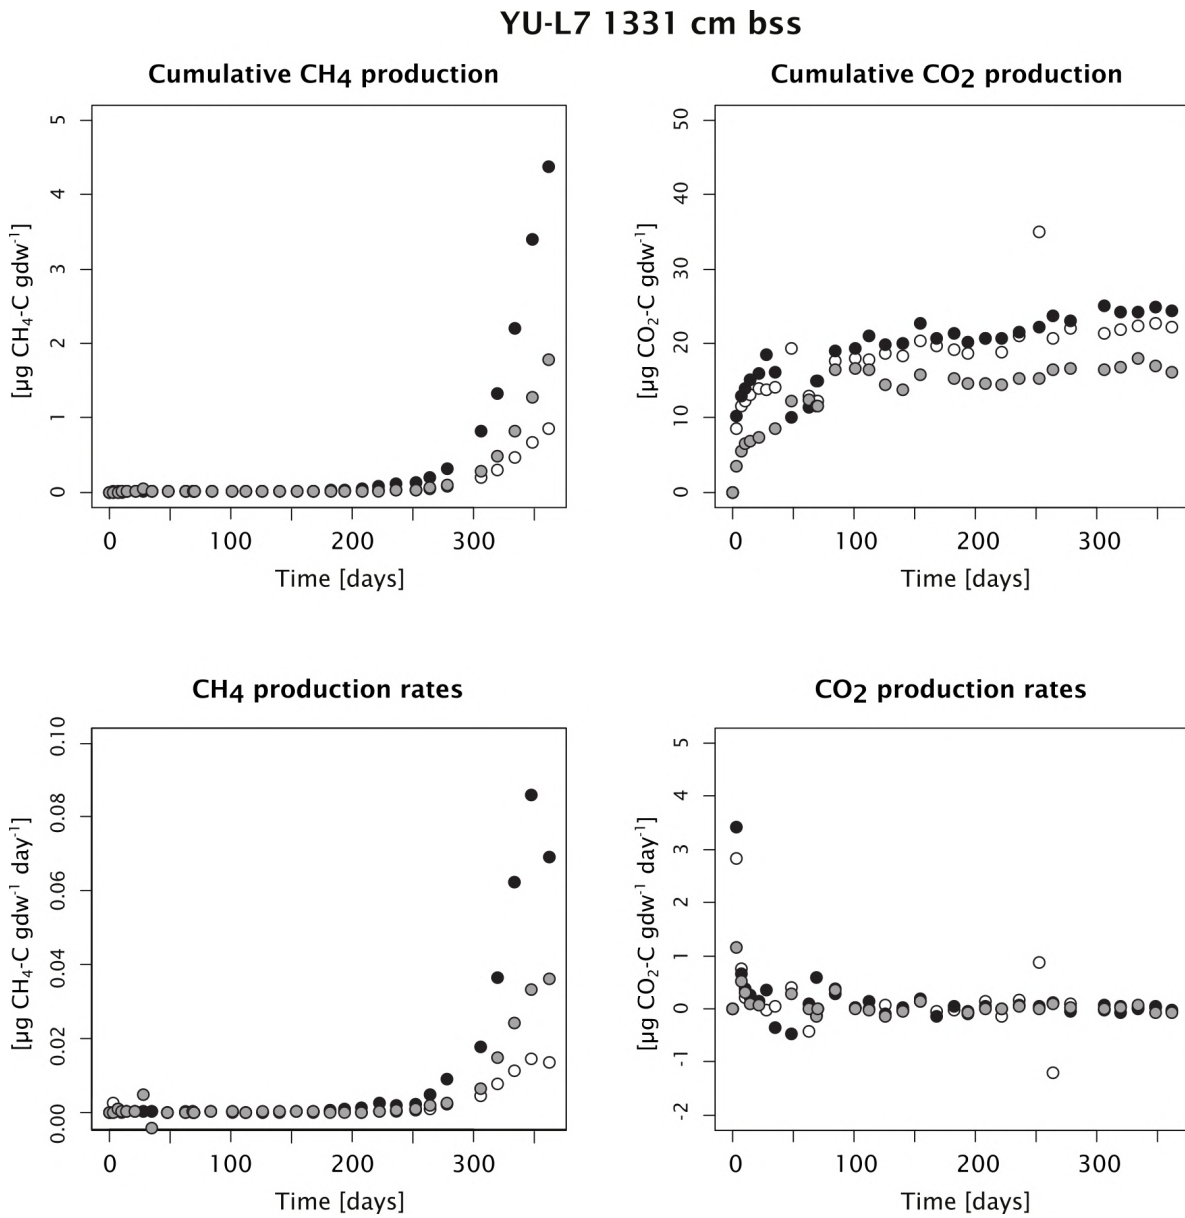 YU-L7 1331 cm bss
Cumulative CH4 production
Cumulative CO2 production
[µg CH4-C gdw-1]
5
4
3
2
1
0
0 100 200 300
Time [days]
[µg CO2-C gdw-1]
50
40
30
20
10
0
0 100 200 300
Time [days]
CH4 production rates
CO2 production rates
[µg CH4-C gdw-1 day-1]
0.10
0.08
0.06
0.04
0.02
0.00
0 100 200 300
Time [days]
[µg CO2-C gdw-1 day-1]
5
4
3
2
1
0
-1
-2
0 100 200 300
Time [days]